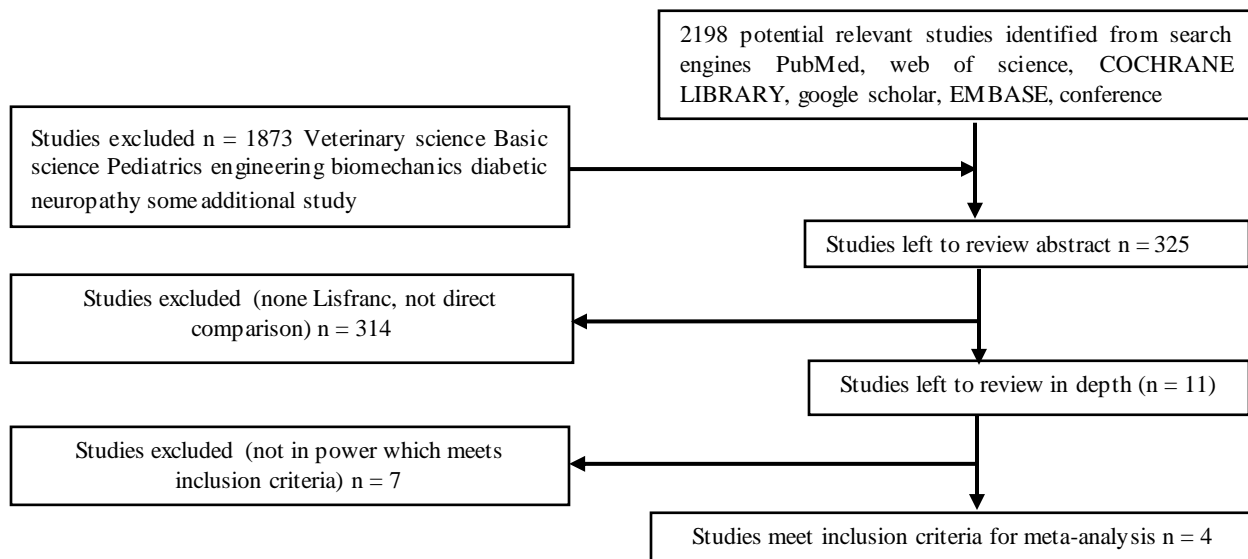 2198 potential relevant studies identified from search
engines PubMed, web of science, COCHRANE
LIBRARY, google scholar, EMBASE, conference
Studies excluded n = 1873 Veterinary science Basic
science Pediatrics engineering biomechanics diabetic
neuropathy some additional study
Studies left to review abstract n = 325
Studies excluded (none Lisfranc, not direct
comparison) n = 314
Studies left to review in depth (n = 11)
Studies excluded (not in power which meets
inclusion criteria) n = 7
Studies meet inclusion criteria for meta-analysis n = 4